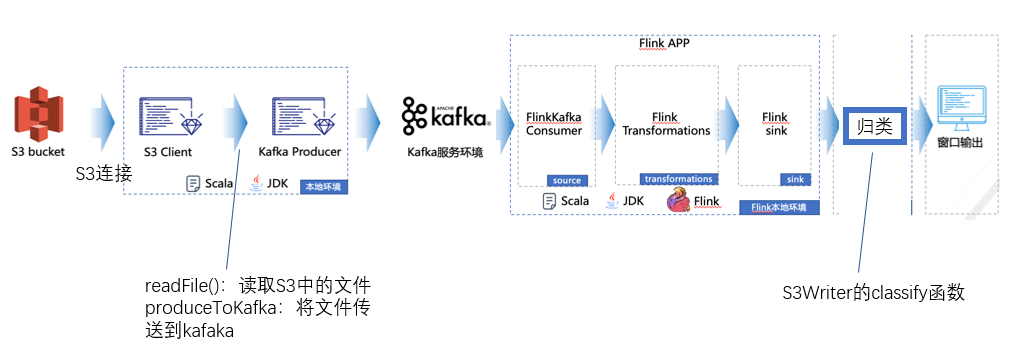 Flink APP
S3 bucket
S3连接
S3 Client
Kafka Producer
Scala
JDK
本地环境
APACHE
kafka®
Kafka服务环境
FlinkKafka
Consumer
source
Flink
Transformations
transformations
Flink
sink
sink
Scala
JDK
Flink
Flink本地环境
归类
窗口输出
readFile()：读取S3中的文件
produceToKafka：将文件传
送到kafaka
S3Writer的classify函数